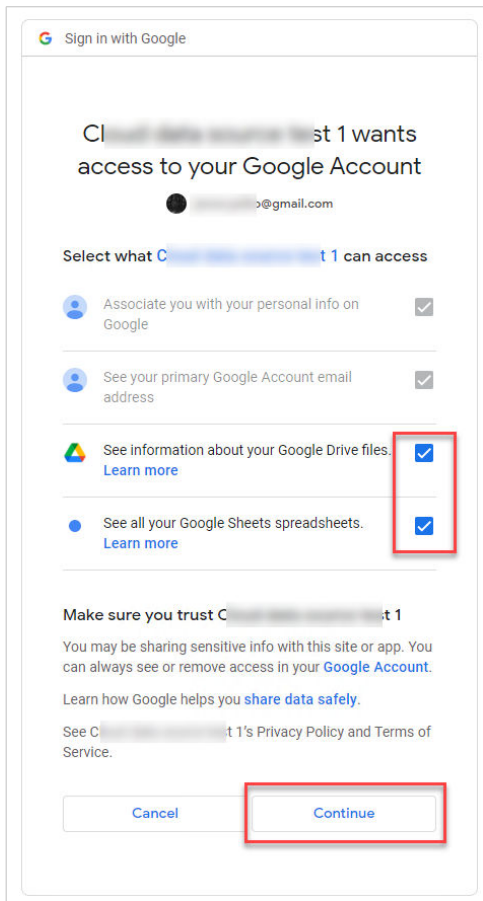 Sign in with Google
st 1 wants
access to your Google Account
@gmail.com
Select what 1 can access
Associate you with your personal info on
Google
See your primary Google Account email
address
See information about your Google Drive files.
Learn more
See all your Google Sheets spreadsheets.
Learn more
Make sure you trust t 1
You may be sharing sensitive info with this site or app. You
can always see or remove access in your Google Account.
Learn how Google helps you share data safely.
See t 1's Privacy Policy and Terms of
Service.
Cancel Continue